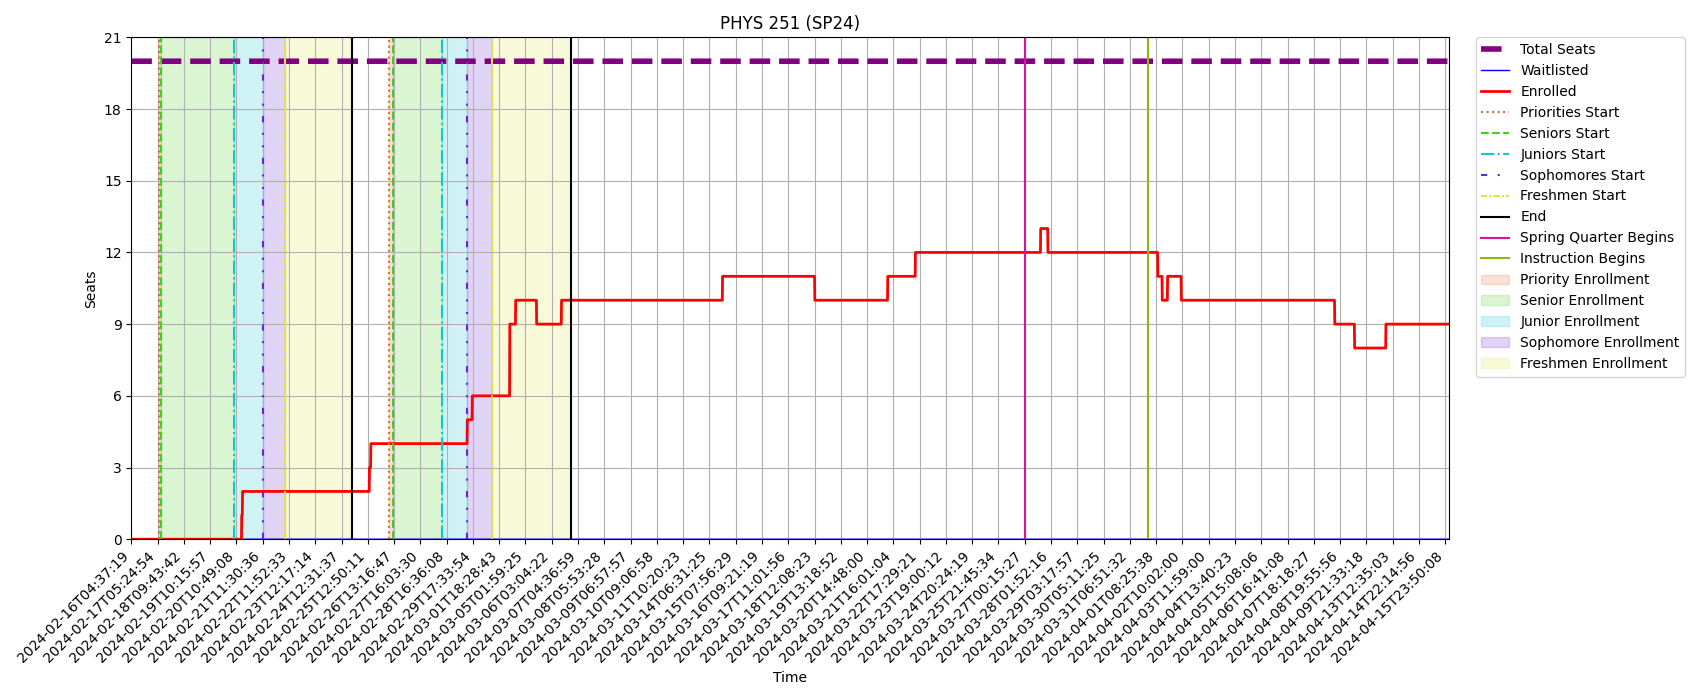 PHYS 251 (SP24)
21
18
15
12
9
6
3
0
Seats
2024-02-16T04:37:19
2024-02-17T05:24:54
2024-02-18T09:43:42
2024-02-19T10:15:57
2024-02-20T10:49:08
2024-02-21T11:30:36
2024-02-22T11:52:33
2024-02-23T12:17:14
2024-02-24T12:31:37
2024-02-25T12:50:11
2024-02-26T13:16:47
2024-02-27T16:03:30
2024-02-28T16:36:08
2024-02-29T17:33:54
2024-03-01T18:28:43
2024-03-05T01:59:25
2024-03-06T03:04:22
2024-03-07T04:36:59
2024-03-08T05:53:28
2024-03-09T06:57:57
2024-03-10T09:06:58
2024-03-11T10:20:23
2024-03-14T06:31:25
2024-03-15T07:56:29
2024-03-16T09:21:19
2024-03-17T11:01:56
2024-03-18T12:08:23
2024-03-19T13:18:52
2024-03-20T14:48:00
2024-03-21T16:01:04
2024-03-22T17:29:21
2024-03-23T19:00:12
2024-03-24T20:24:19
2024-03-25T21:45:34
2024-03-27T00:15:27
2024-03-28T01:52:16
2024-03-29T03:17:57
2024-03-30T05:11:25
2024-03-31T06:51:32
2024-04-01T08:25:38
2024-04-02T10:02:00
2024-04-03T11:59:00
2024-04-04T13:40:23
2024-04-05T15:08:06
2024-04-06T16:41:08
2024-04-07T18:18:27
2024-04-08T19:55:56
2024-04-09T21:33:18
2024-04-13T12:35:03
2024-04-14T22:14:56
2024-04-15T23:50:08
Time
Total Seats
Waitlisted
Enrolled
Priorities Start
Seniors Start
Juniors Start
Sophomores Start
Freshmen Start
End
Spring Quarter Begins
Instruction Begins
Priority Enrollment
Senior Enrollment
Junior Enrollment
Sophomore Enrollment
Freshmen Enrollment